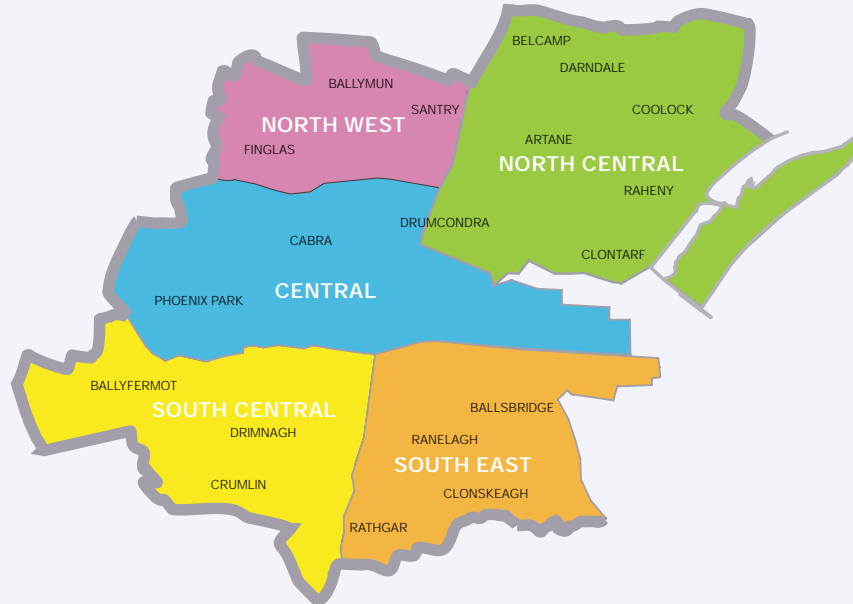 BELCAMP
DARNDALE
BALLYMUN
SANTRY
COOLOCK
NORTH WEST
ARTANE
FINGLAS
NORTH CENTRAL
RAHENY
DRUMCONDRA
CABRA
CLONTARF
CENTRAL
PHOENIX PARK
BALLYFERMOT
SOUTH CENTRAL
BALLSBRIDGE
DRIMNAGH
RANELAGH
SOUTH EAST
CRUMLIN
CLONSKEAGH
RATHGAR